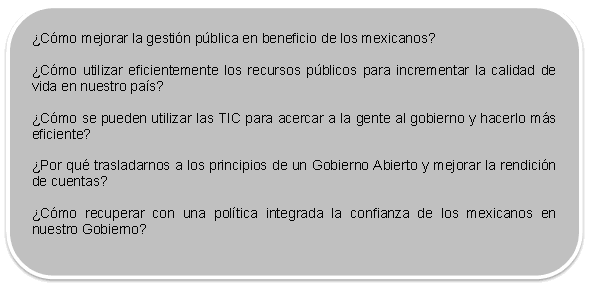 ¿Cómo mejorar la gestión pública en beneficio de los mexicanos?
¿Cómo utilizar eficientemente los recursos públicos para incrementar la calidad de
vida en nuestro país?
¿Cómo se pueden utilizar las TIC para acercar a la gente al gobierno y hacerlo más
eficiente?
¿Por qué trasladarnos a los principios de un Gobierno Abierto y mejorar la rendición
de cuentas?
¿Cómo recuperar con una política integrada la confianza de los mexicanos en
nuestro Gobierno?